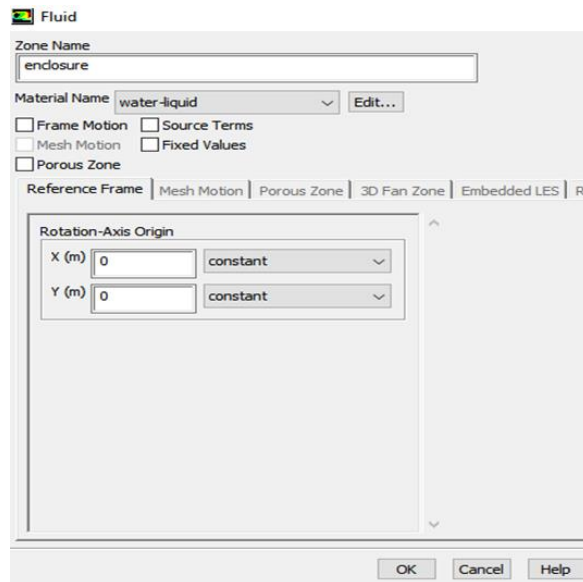 Fluid
Zone Name
enclosure
Material Name water-liquid Edit...
Frame Motion Source Terms
Mesh Motion Fixed Values
Porous Zone
Reference Frame Mesh Motion Porous Zone 3D Fan Zone Embedded LES R
Rotation-Axis Origin
X (m) 0 constant
Y (m) 0 constant
OK Cancel Help